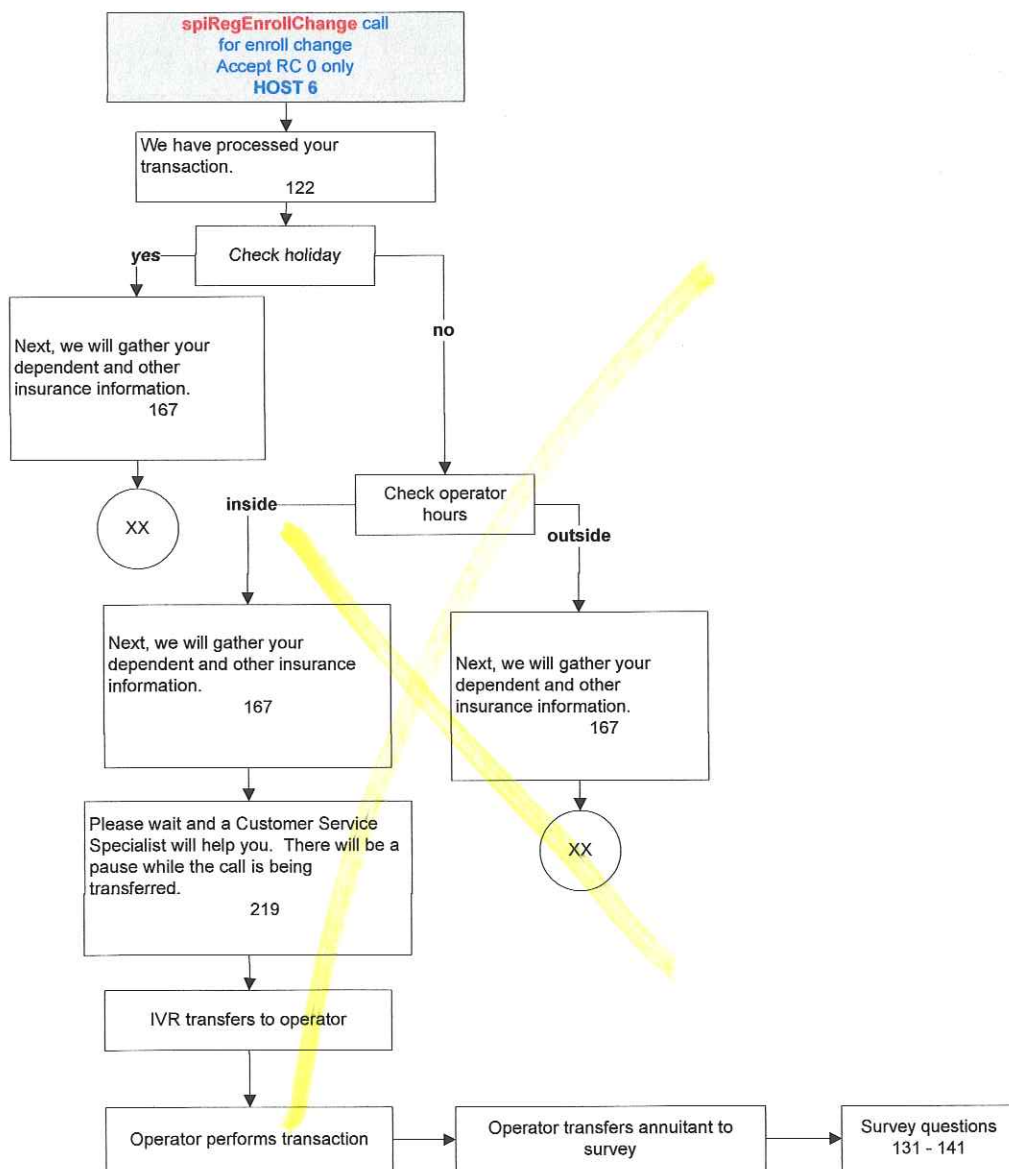 spiRegEnrollChange call
for enroll change
Accept RC 0 only
HOST 6
We have processed your
transaction.
122
Check holiday
yes
no
Next, we will gather your
dependent and other
insurance information.
167
XX
Check operator
hours
inside
outside
Next, we will gather your
dependent and other insurance
information.
167
Next, we will gather your
dependent and other
insurance information.
167
XX
Please wait and a Customer Service
Specialist will help you. There will be a
pause while the call is being
transferred.
219
IVR transfers to operator
Operator performs transaction
Operator transfers annuitant to
survey
Survey questions
131 - 141